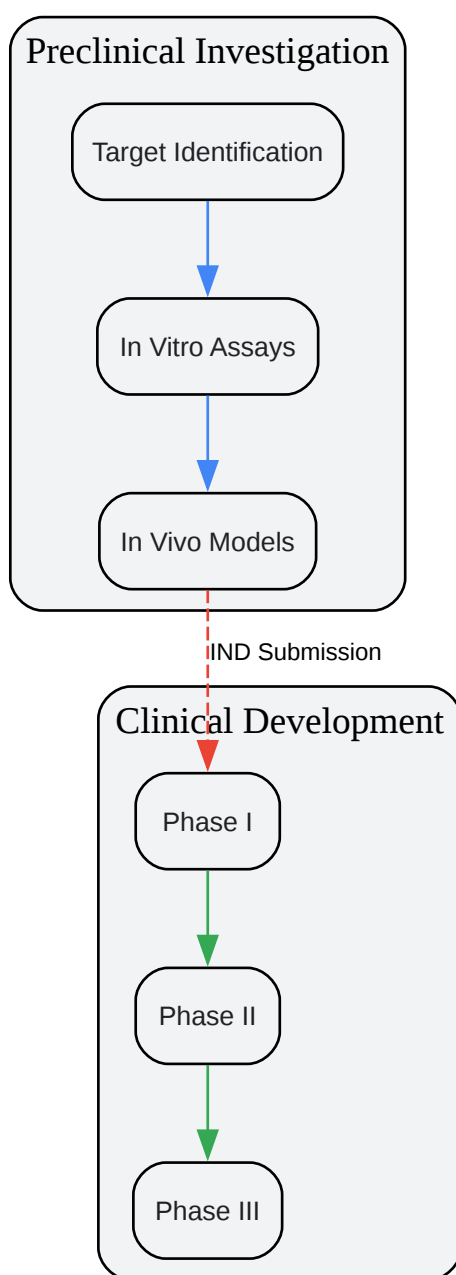 Preclinical Investigation
Target Identification
In Vitro Assays
In Vivo Models
IND Submission
Clinical Development
Phase I
Phase II
Phase III